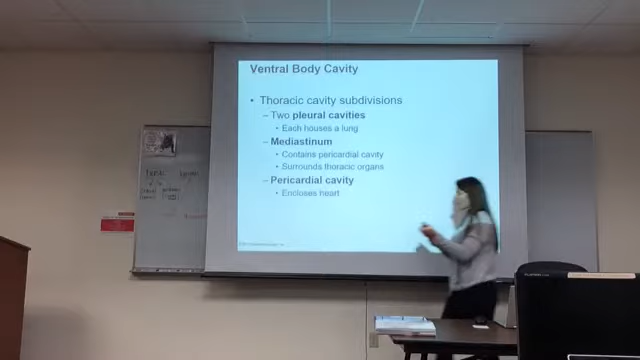 Ventral Body Cavity
• Thoracic cavity subdivisions
– Two pleural cavities
• Each houses a lung
– Mediastinum
• Contains pericardial cavity
• Surrounds thoracic organs
– Pericardial cavity
• Encloses heart